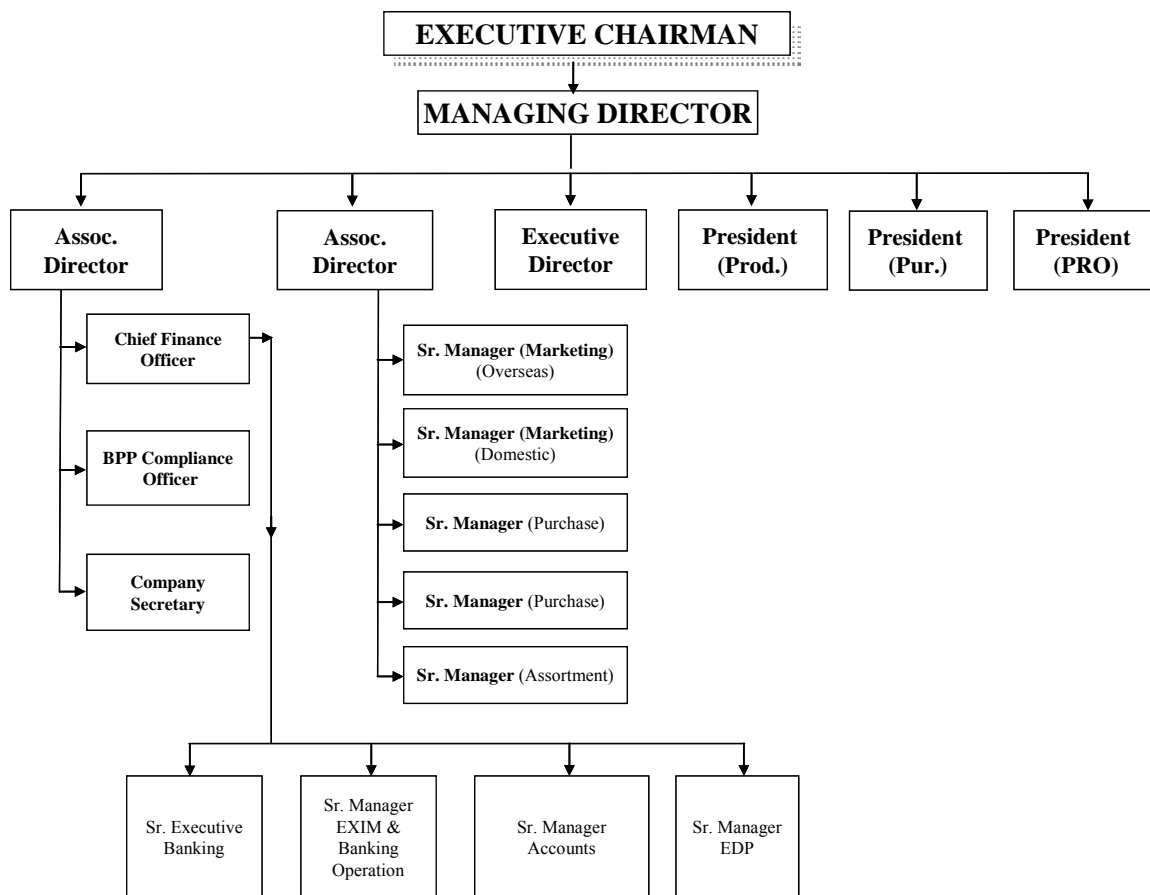 EXECUTIVE CHAIRMAN
MANAGING DIRECTOR
Assoc.
Director
Assoc.
Director
Executive
Director
President
(Prod.)
President
(Pur.)
President
(PRO)
Chief Finance
Officer
BPP Compliance
Officer
Company
Secretary
Sr. Manager (Marketing)
(Overseas)
Sr. Manager (Marketing)
(Domestic)
Sr. Manager (Purchase)
Sr. Manager (Purchase)
Sr. Manager (Assortment)
Sr. Executive
Banking
Sr. Manager
EXIM &
Banking
Operation
Sr. Manager
Accounts
Sr. Manager
EDP